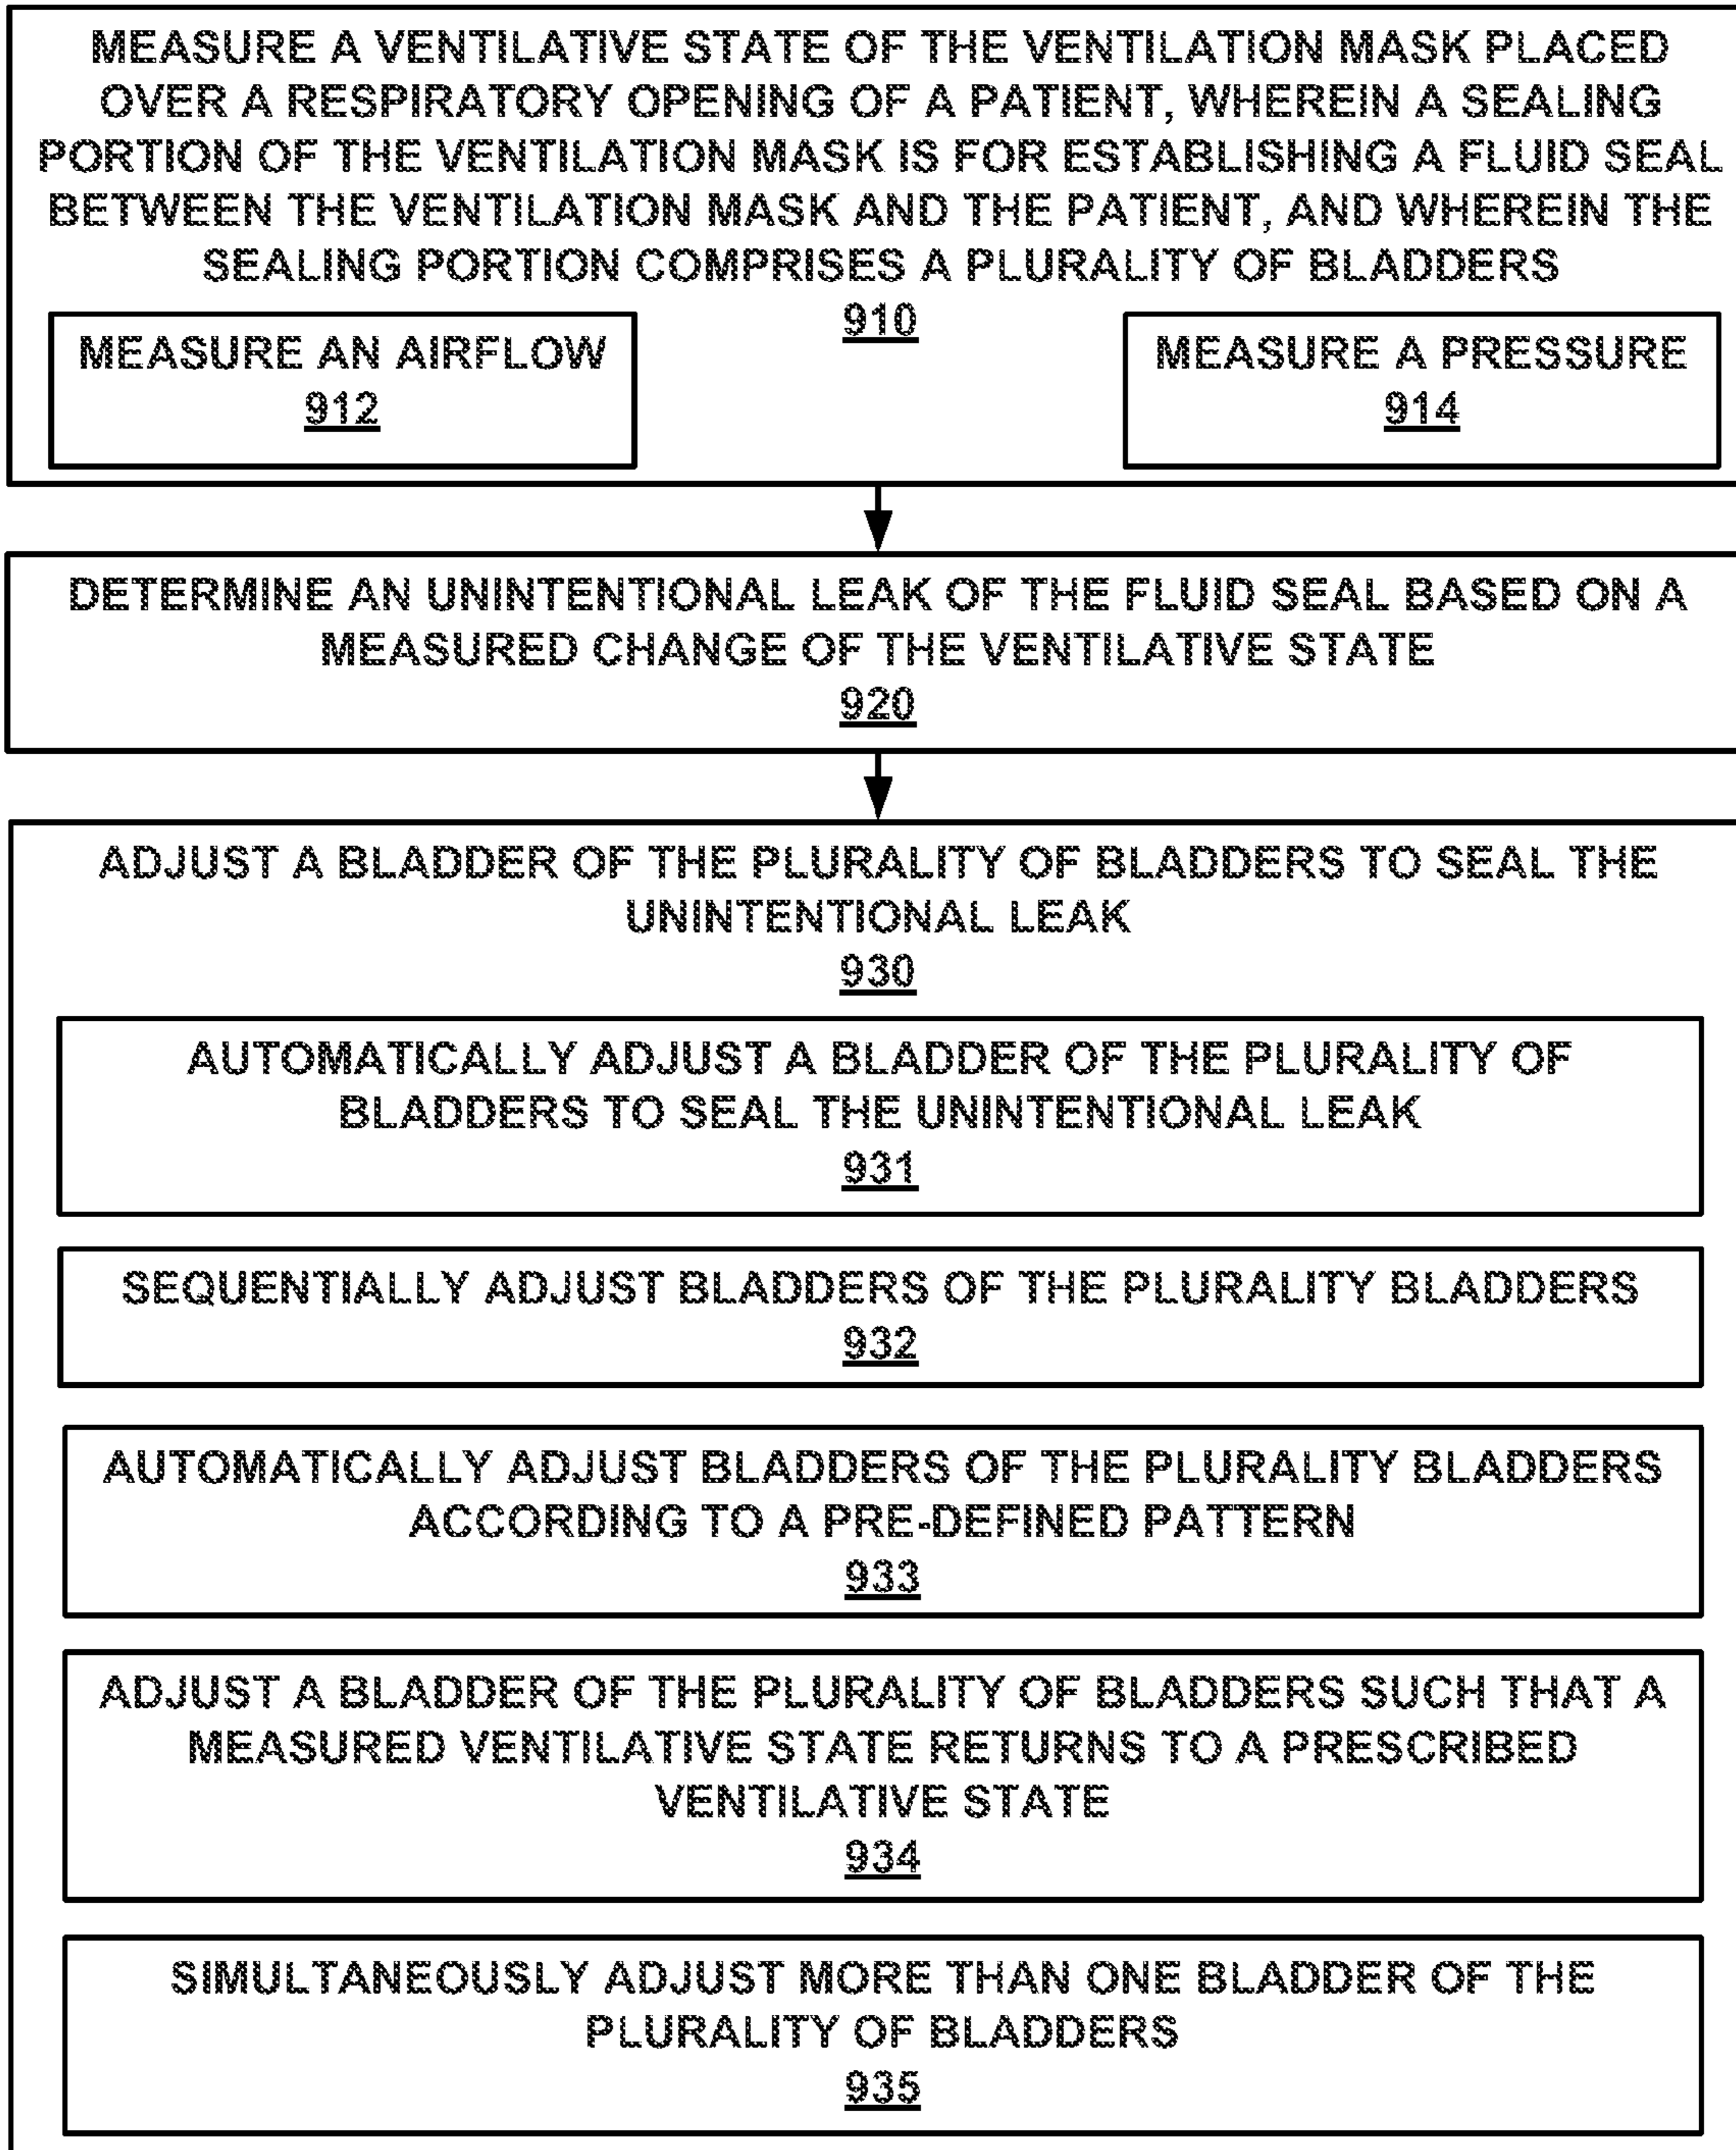 MEASURE A VENTILATIVE STATE OF THE VENTILATION MASK PLACED
OVER A RESPIRATORY OPENING OF A PATIENT, WHEREIN A SEALING
PORTION OF THE VENTILATION MASK IS FOR ESTABLISHING A FLUID SEAL
BETWEEN THE VENTILATION MASK AND THE PATIENT, AND WHEREIN THE
SEALING PORTION COMPRISES A PLURALITY OF BLADDERS
910
MEASURE AN AIRFLOW
912
MEASURE A PRESSURE
914
DETERMINE AN UNINTENTIONAL LEAK OF THE FLUID SEAL BASED ON A
MEASURED CHANGE OF THE VENTILATIVE STATE
920
ADJUST A BLADDER OF THE PLURALITY OF BLADDERS TO SEAL THE
UNINTENTIONAL LEAK
930
AUTOMATICALLY ADJUST A BLADDER OF THE PLURALITY OF
BLADDERS TO SEAL THE UNINTENTIONAL LEAK
931
SEQUENTIALLY ADJUST BLADDERS OF THE PLURALITY BLADDERS
932
AUTOMATICALLY ADJUST BLADDERS OF THE PLURALITY BLADDERS
ACCORDING TO A PRE-DEFINED PATTERN
933
ADJUST A BLADDER OF THE PLURALITY OF BLADDERS SUCH THAT A
MEASURED VENTILATIVE STATE RETURNS TO A PRESCRIBED
VENTILATIVE STATE
934
SIMULTANEOUSLY ADJUST MORE THAN ONE BLADDER OF THE
PLURALITY OF BLADDERS
935